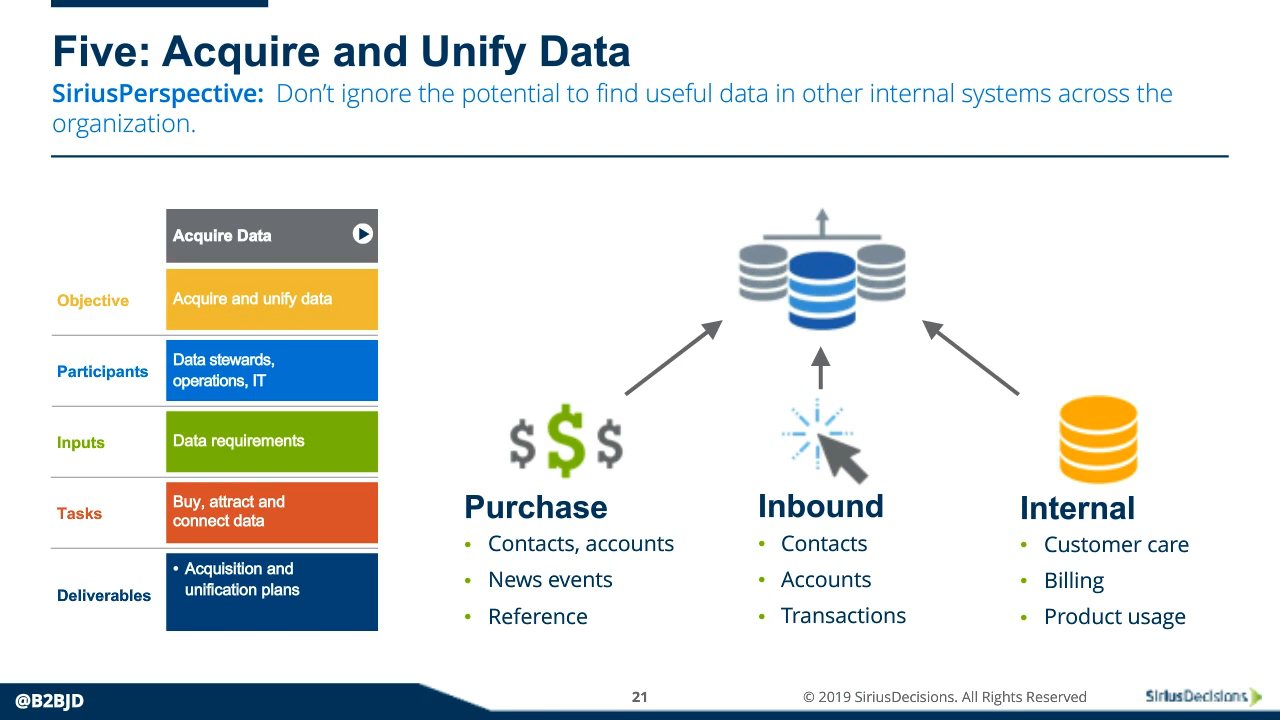 Five: Acquire and Unify Data
SiriusPerspective: Don’t ignore the potential to find useful data in other internal systems across the
organization.
Acquire Data
Objective
Acquire and unify data
Participants
Data stewards,
operations, IT
Inputs
Data requirements
Tasks
Buy, attract and
connect data
Deliverables
• Acquisition and
unification plans
$ $ $
Purchase
• Contacts, accounts
• News events
• Reference
Inbound
• Contacts
• Accounts
• Transactions
Internal
• Customer care
• Billing
• Product usage
@B2BJD
21
© 2019 SiriusDecisions. All Rights Reserved
SiriusDecisions